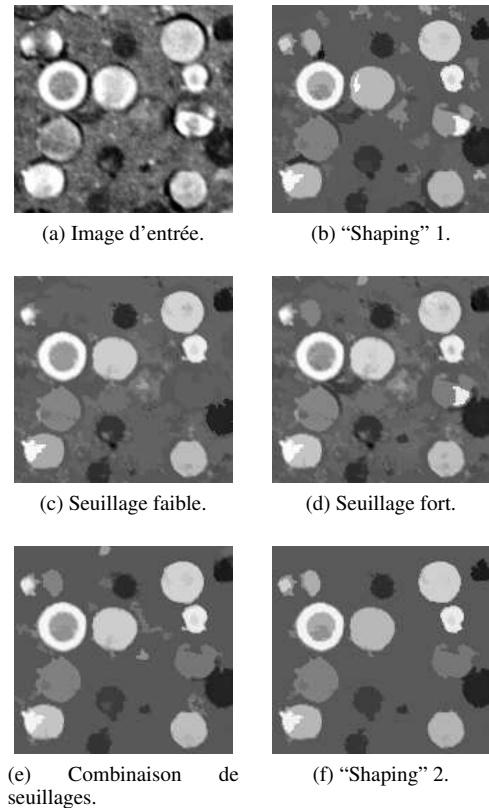 (a) Image d'entrée.
(b) “Shaping” 1.
(c) Seuillage faible.
(d) Seuillage fort.
(e) Combinaison de
seuillages.
(f) “Shaping” 2.